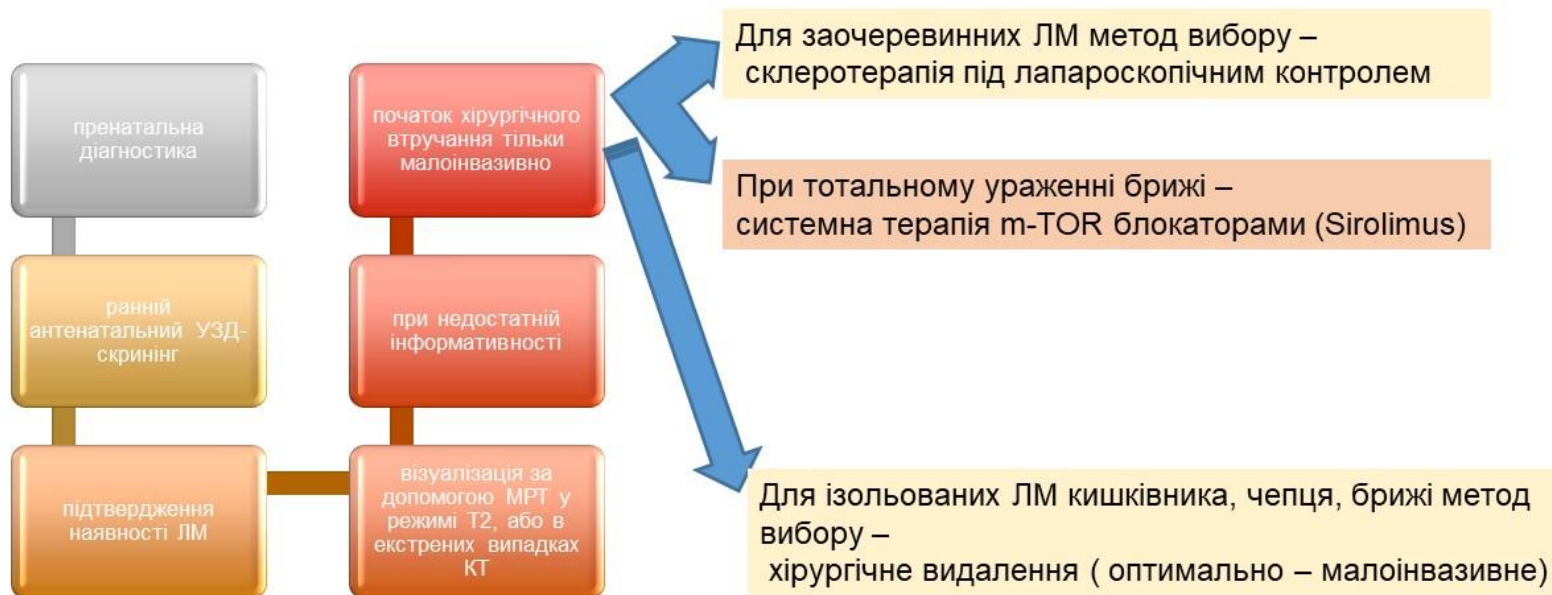 пренатальна
діагностика
ранній
антенатальний УЗД-
скринінг
підтвердження
наявності ЛМ
візуалізація за
допомогою МРТ у
режимі Т2, або в
екстрених випадках
КТ
при недостатній
інформативності
початок хірургічного
втручання тільки
малоінвазивно
Для заочеревинних ЛМ метод вибору –
склеротерапія під лапароскопічним контролем
При тотальному ураженні брижі –
системна терапія m-TOR блокаторами (Sirolimus)
Для ізольованих ЛМ кишківника, чепця, брижі метод
вибору –
хірургічне видалення ( оптимально – малоінвазивне)